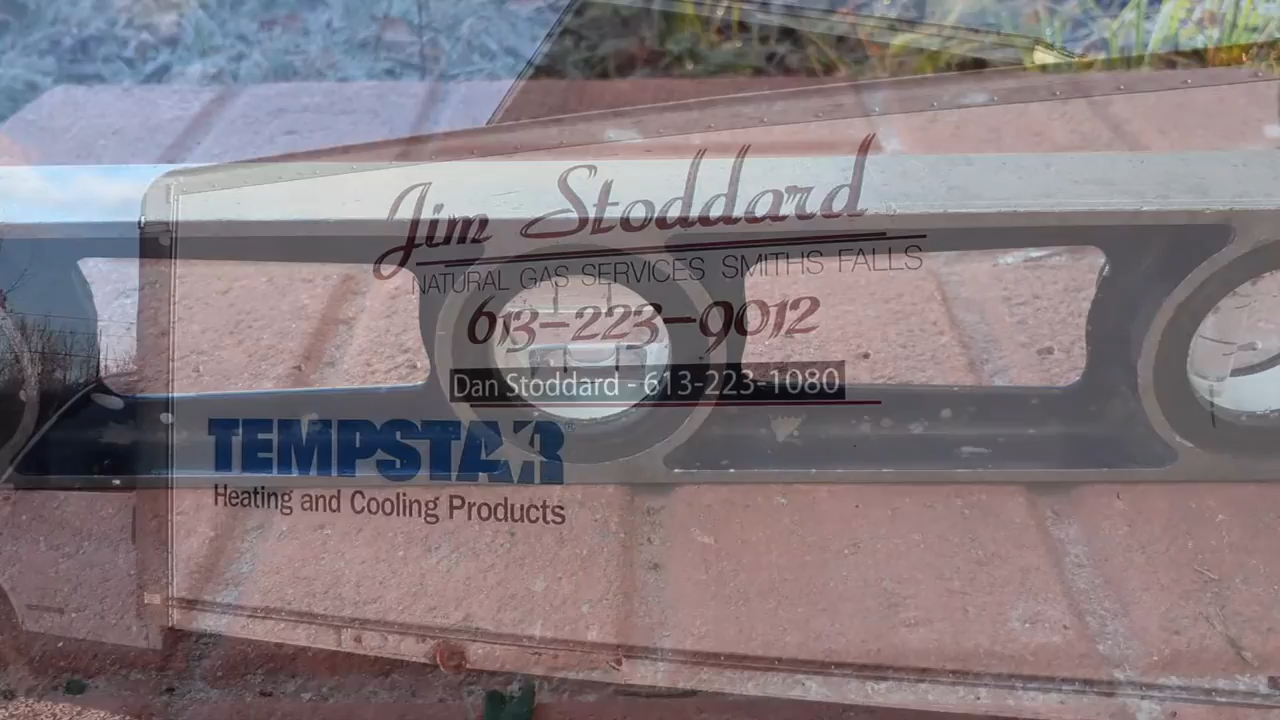 Jim Stoddard
NATURAL GAS SERVICES SMITHS FALLS
613-223-9012
Dan Stoddard - 613-223-1080
TEMPSTAR®
Heating and Cooling Products